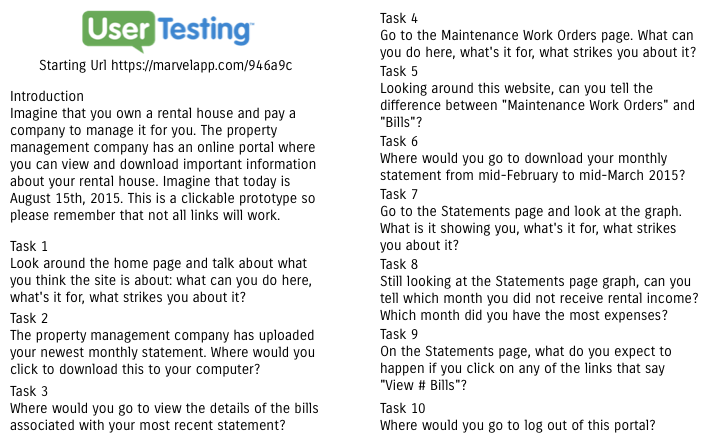 User Testing™
Starting Url https://marvelapp.com/946a9c
Introduction
Imagine that you own a rental house and pay a
company to manage it for you. The property
management company has an online portal where
you can view and download important information
about your rental house. Imagine that today is
August 15th, 2015. This is a clickable prototype so
please remember that not all links will work.
Task 1
Look around the home page and talk about what
you think the site is about: what can you do here,
what's it for, what strikes you about it?
Task 2
The property management company has uploaded
your newest monthly statement. Where would you
click to download this to your computer?
Task 3
Where would you go to view the details of the bills
associated with your most recent statement?
Task 4
Go to the Maintenance Work Orders page. What can
you do here, what's it for, what strikes you about it?
Task 5
Looking around this website, can you tell the
difference between "Maintenance Work Orders" and
"Bills"?
Task 6
Where would you go to download your monthly
statement from mid-February to mid-March 2015?
Task 7
Go to the Statements page and look at the graph.
What is it showing you, what's it for, what strikes
you about it?
Task 8
Still looking at the Statements page graph, can you
tell which month you did not receive rental income?
Which month did you have the most expenses?
Task 9
On the Statements page, what do you expect to
happen if you click on any of the links that say
"View # Bills"?
Task 10
Where would you go to log out of this portal?